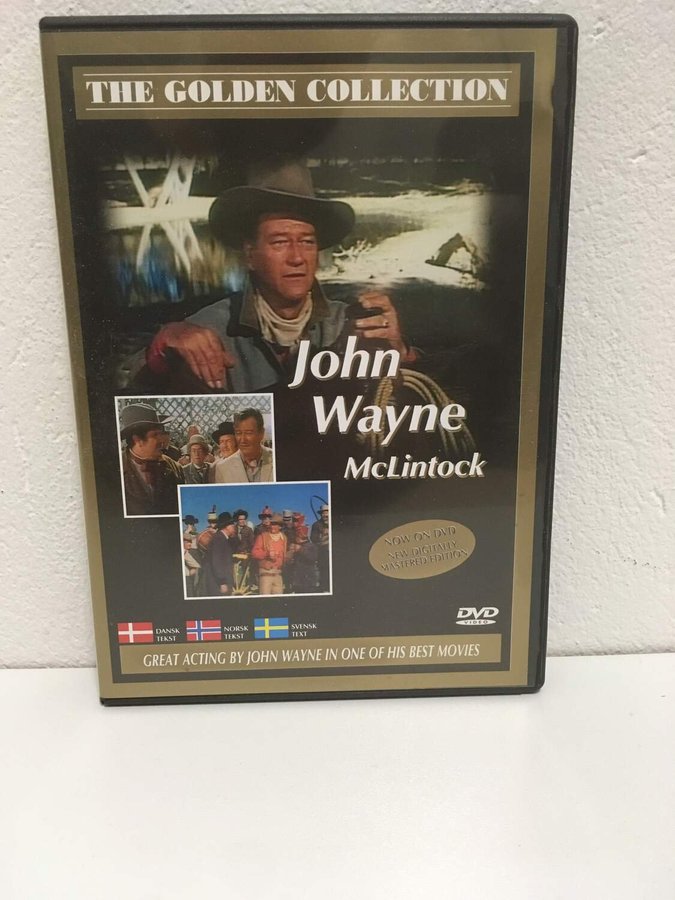 THE GOLDEN COLLECTION
John
Wayne
McLintock
NOW ON DVD
NEW DIGITALLY
MASTERED EDITION
DVD
VIDEO
DANSK
TEKST
NORSK
TEKST
SVENSK
TEXT
GREAT ACTING BY JOHN WAYNE IN ONE OF HIS BEST MOVIES